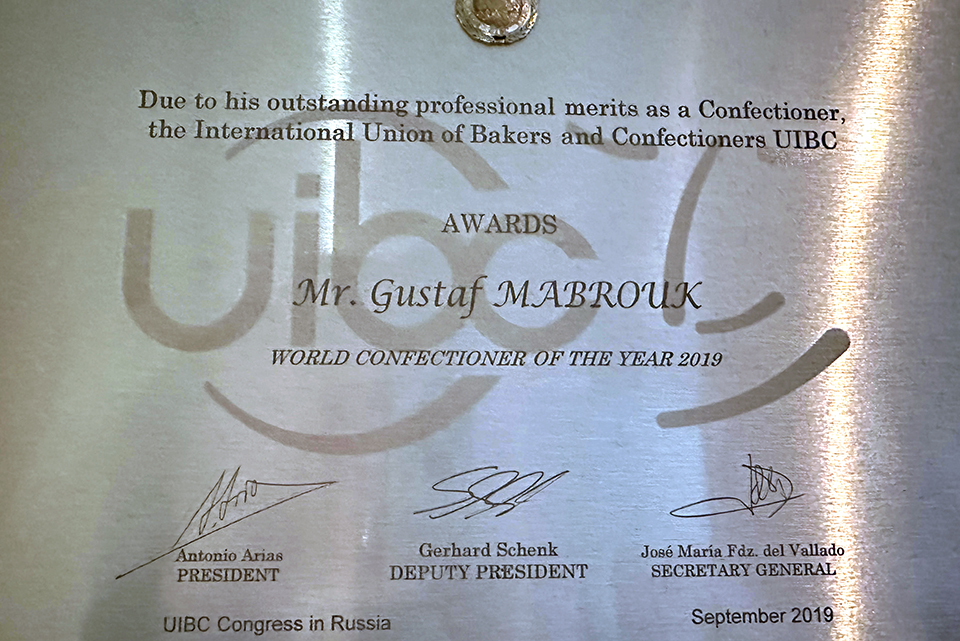 Due to his outstanding professional merits as a Confectioner,
the International Union of Bakers and Confectioners UIBC
uibc
AWARDS
Mr. Gustaf MABROUK
WORLD CONFECTIONER OF THE YEAR 2019
Antonio Arias
PRESIDENT
Gerhard Schenk
DEPUTY PRESIDENT
José María Fdz. del Vallado
SECRETARY GENERAL
UIBC Congress in Russia
September 2019